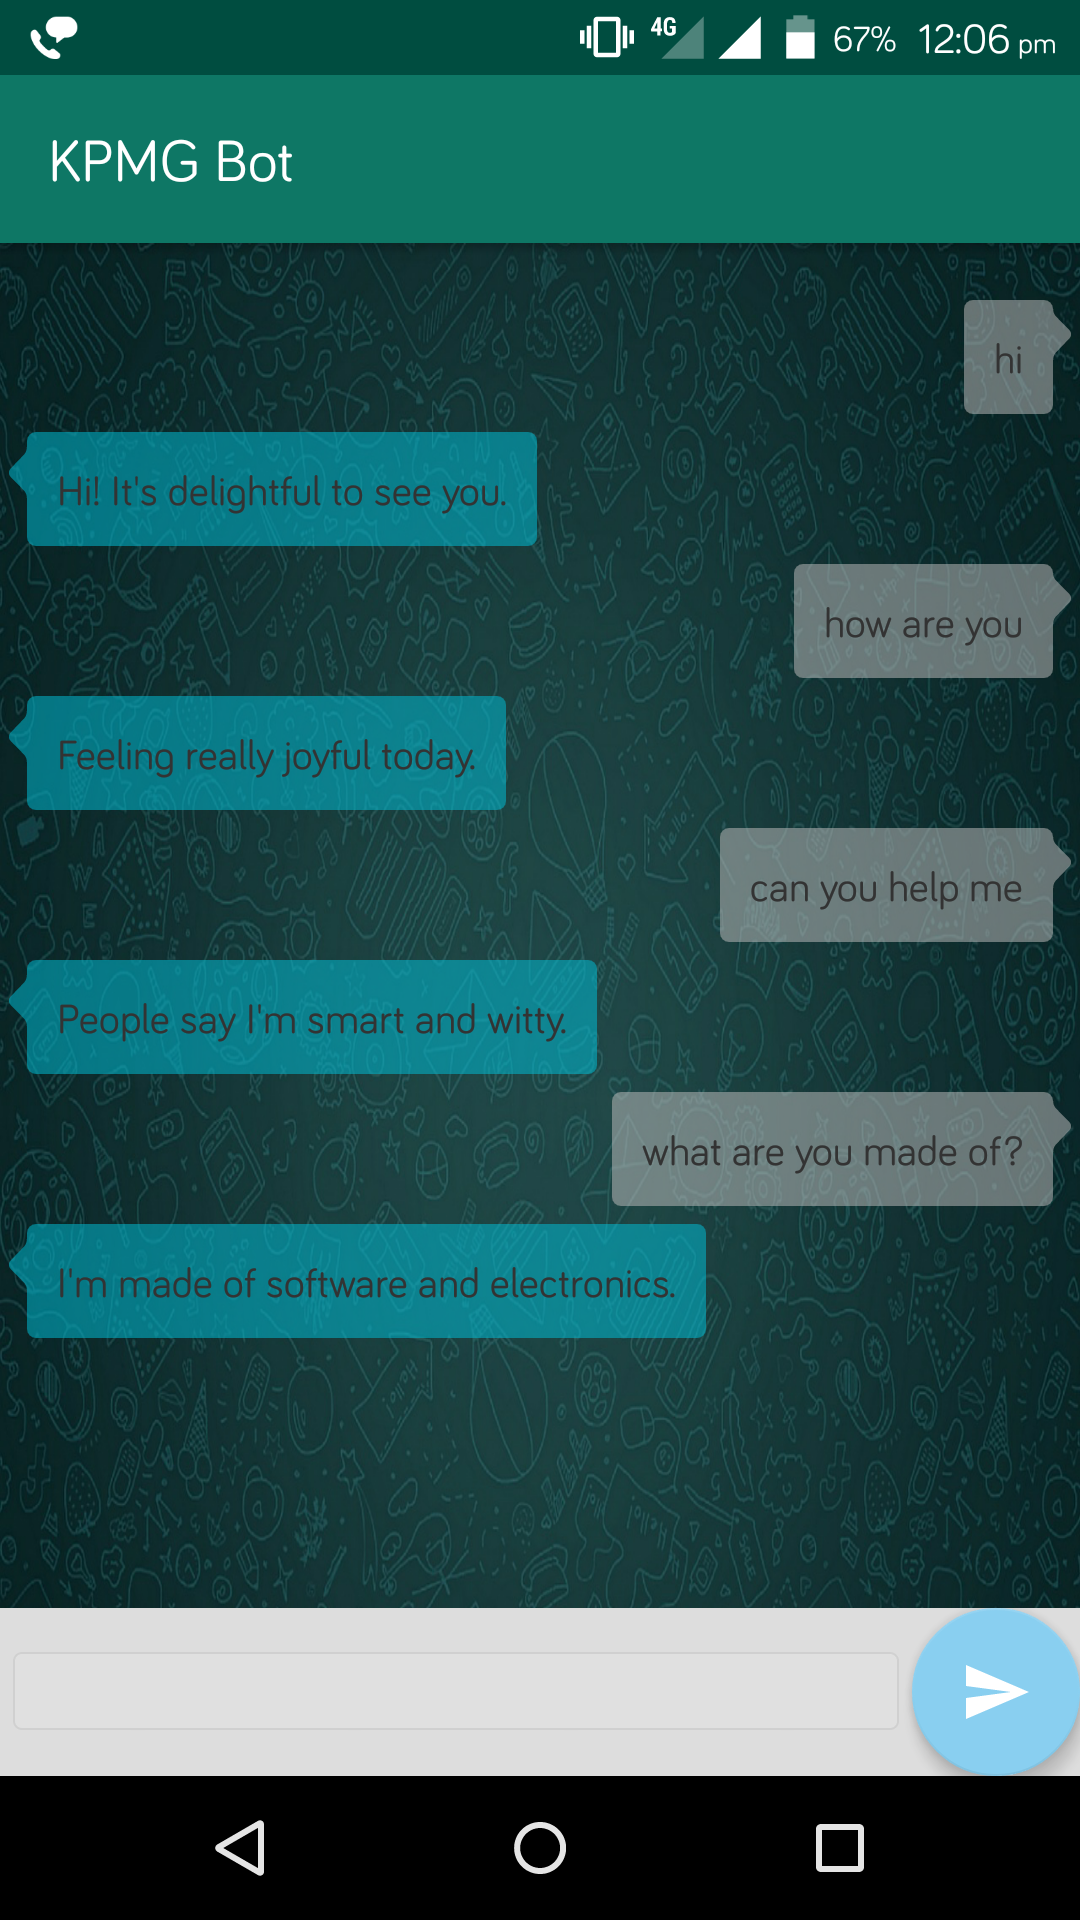 4G 67% 12:06 pm
KPMG Bot
hi
Hi! It's delightful to see you.
how are you
Feeling really joyful today.
can you help me
People say I'm smart and witty.
what are you made of?
I'm made of software and electronics.